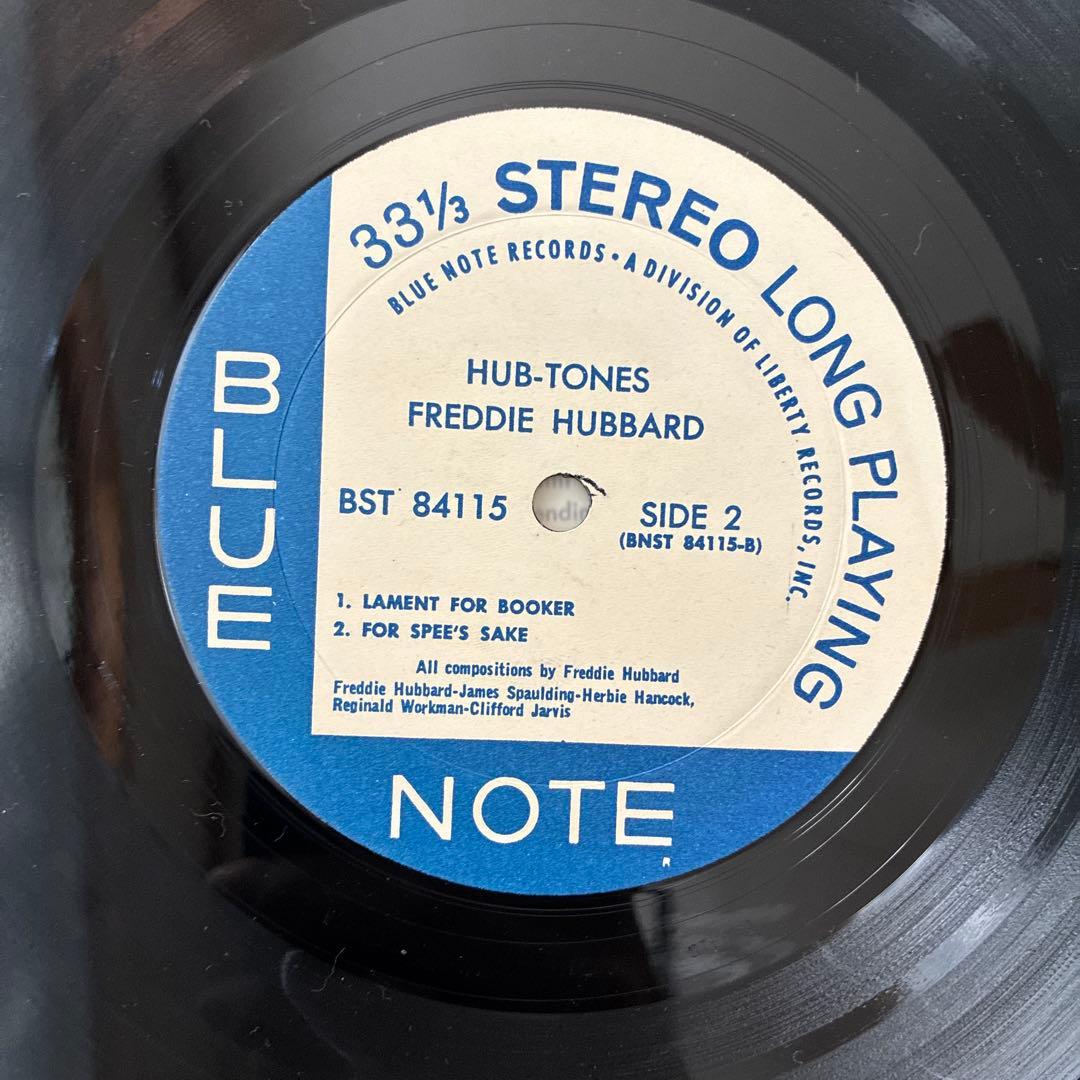 33 1/3 STEREO LONG PLAYING
BLUE NOTE RECORDS • A DIVISION OF LIBERTY RECORDS, INC.
HUB-TONES
FREDDIE HUBBARD
BST 84115
SIDE 2
(BNST 84115-B)
1. LAMENT FOR BOOKER
2. FOR SPEE'S SAKE
All compositions by Freddie Hubbard
Freddie Hubbard-James Spaulding-Herbie Hancock,
Reginald Workman-Clifford Jarvis
BLUE
NOTE